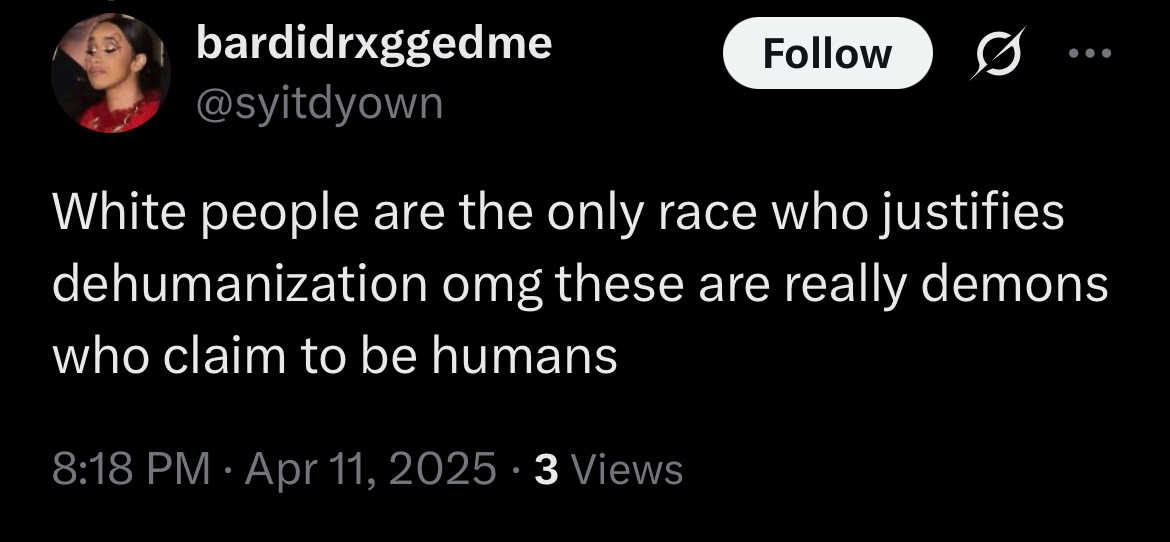 bardidrxggedme
Follow
@syitdyown
White people are the only race who justifies
dehumanization omg these are really demons
who claim to be humans
8:18 PM · Apr 11, 2025 · 3 Views